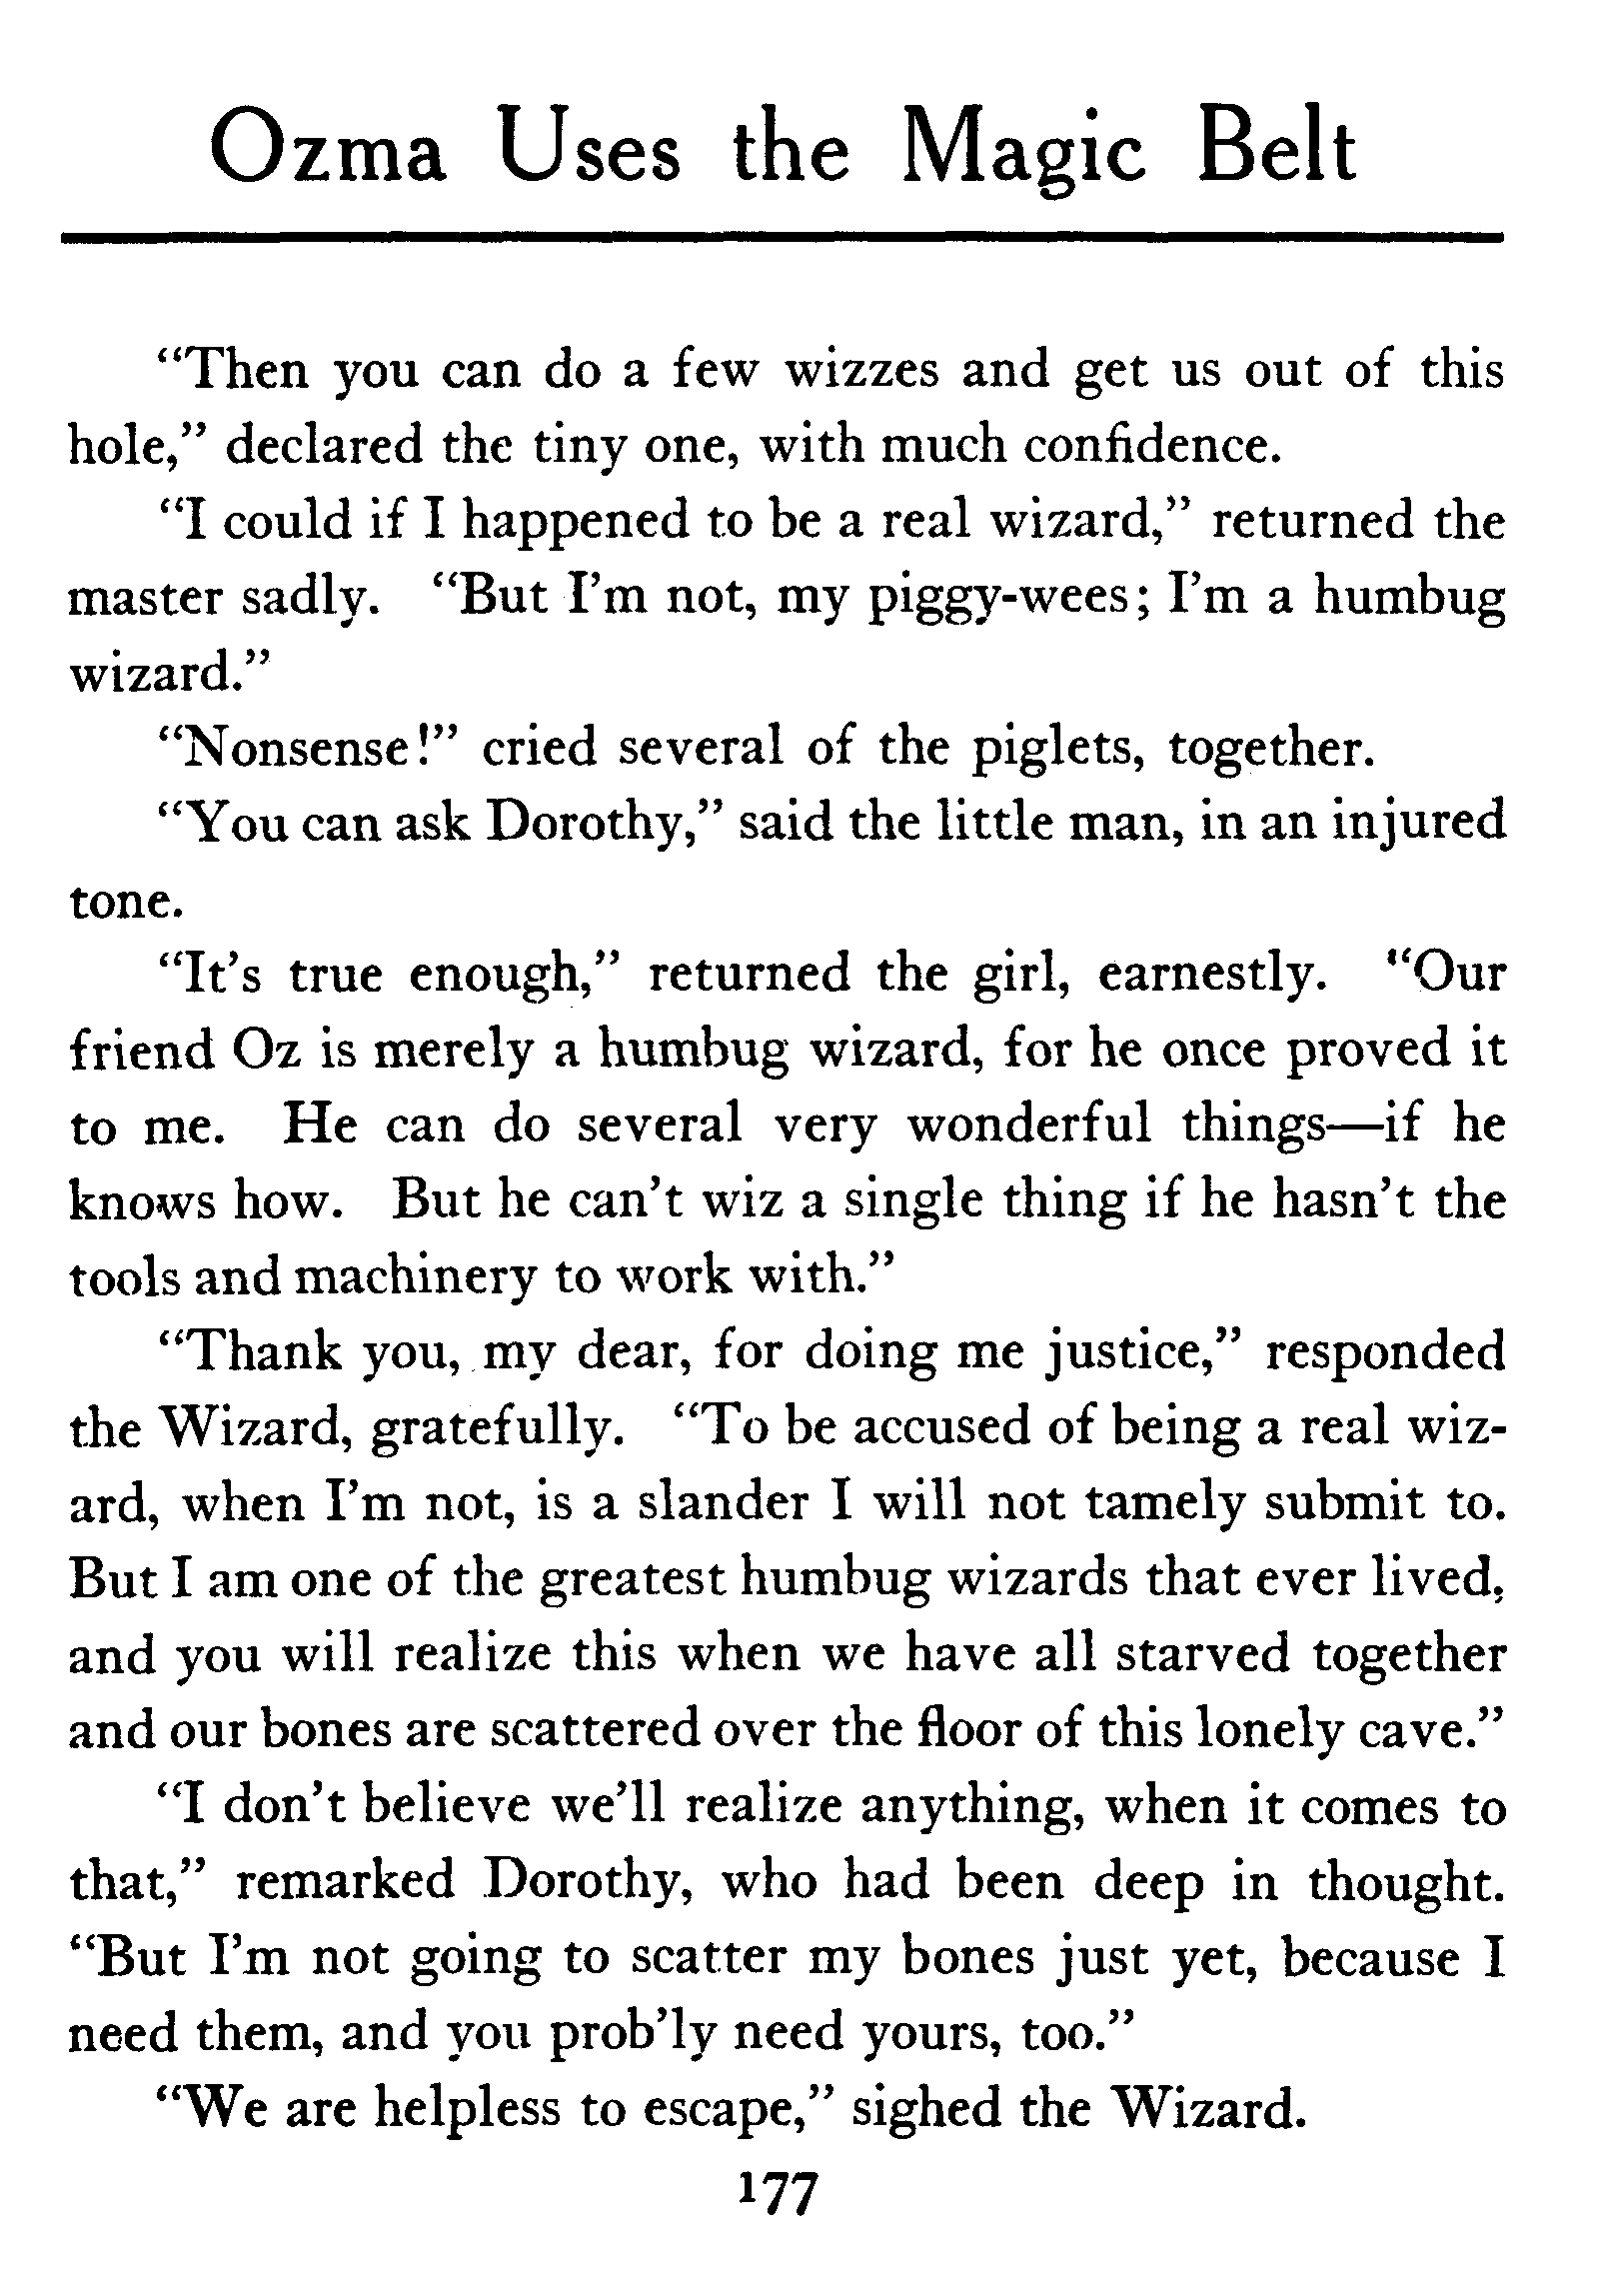 Ozma Uses the Magic Belt
“Then you can do a few wizzes and get us out of this
hole,” declared the tiny one, with much confidence.
“I could if I happened to be a real wizard,” returned the
master sadly. “But I’m not, my piggy-wees; I’m a humbug
wizard.”
“Nonsense!” cried several of the piglets, together.
“You can ask Dorothy,” said the little man, in an injured
tone.
“It’s true enough,” returned the girl, earnestly. “Our
friend Oz is merely a humbug wizard, for he once proved it
to me. He can do several very wonderful things—if he
knows how. But he can’t wiz a single thing if he hasn’t the
tools and machinery to work with.”
“Thank you, my dear, for doing me justice,” responded
the Wizard, gratefully. “To be accused of being a real wiz-
ard, when I’m not, is a slander I will not tamely submit to.
But I am one of the greatest humbug wizards that ever lived,
and you will realize this when we have all starved together
and our bones are scattered over the floor of this lonely cave.”
“I don’t believe we’ll realize anything, when it comes to
that,” remarked Dorothy, who had been deep in thought.
“But I’m not going to scatter my bones just yet, because I
need them, and you prob’ly need yours, too.”
“We are helpless to escape,” sighed the Wizard.
177